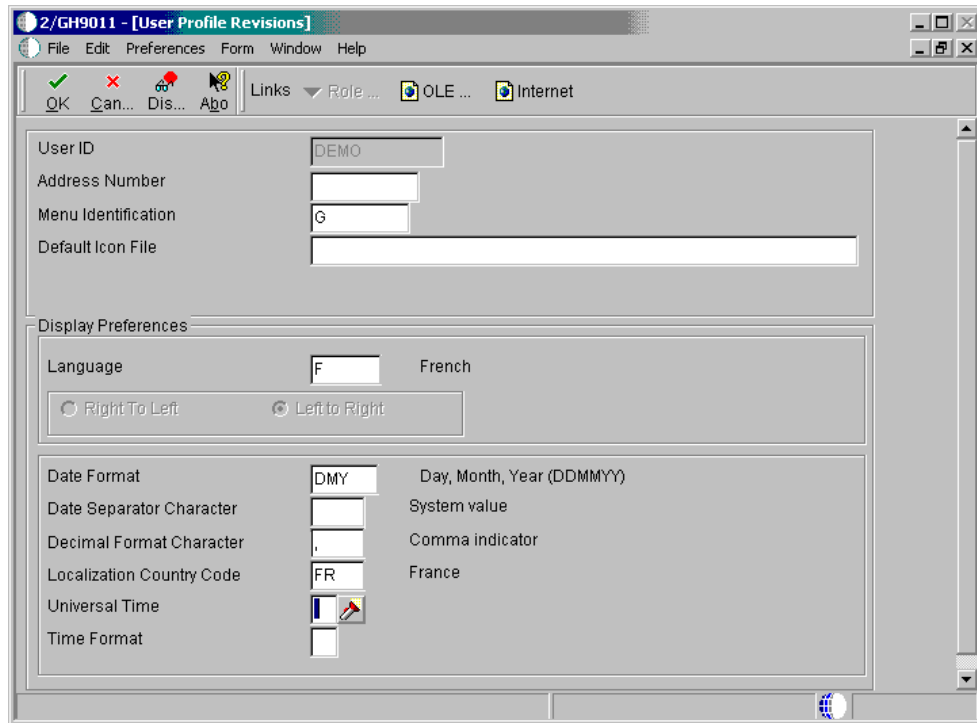 2/GH9011 - [User Profile Revisions]
File Edit Preferences Form Window Help
OK Can... Dis... Abo Links Role ... OLE ... Internet
User ID DEMO
Address Number
Menu Identification G
Default Icon File
Display Preferences
Language F French
Right To Left Left to Right
Date Format DMY Day, Month, Year (DDMMYY)
Date Separator Character System value
Decimal Format Character , Comma indicator
Localization Country Code FR France
Universal Time
Time Format